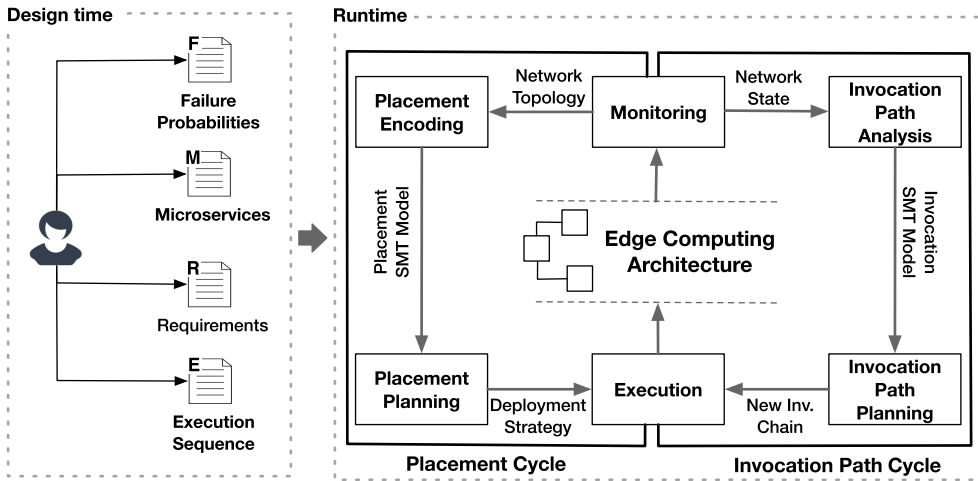 Design time
F
Failure
Probabilities
M
Microservices
R
Requirements
E
Execution
Sequence
Runtime
Placement
Encoding
Network
Topology
Monitoring
Network
State
Invocation
Path
Analysis
Placement
SMT Model
Edge Computing
Architecture
Invocation
SMT Model
Placement
Planning
Deployment
Strategy
Execution
New Inv.
Chain
Invocation
Path
Planning
Placement Cycle
Invocation Path Cycle